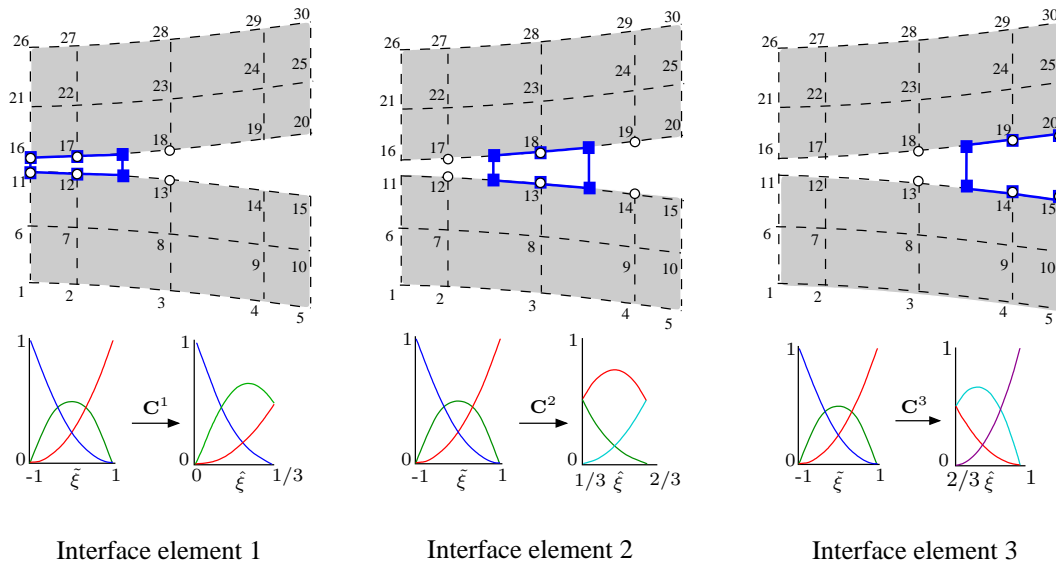 26 27 28 29 30
21 22 23 24 25
16 17 18 19 20
11 12 13 14 15
6 7 8 9 10
1 2 3 4 5
26 27 28 29 30
21 22 23 24 25
16 17 18 19 20
11 12 13 14 15
6 7 8 9 10
1 2 3 4 5
26 27 28 29 30
21 22 23 24 25
16 17 18 19 20
11 12 13 14 15
6 7 8 9 10
1 2 3 4 5
1 C¹ 1
0 0
-1 ξ̃ 1 0 ξ̂ 1/3
1 C² 1
0 0
-1 ξ̃ 1 1/3 ξ̂ 2/3
1 C³ 1
0 0
-1 ξ̃ 1 2/3 ξ̂ 1
Interface element 1
Interface element 2
Interface element 3